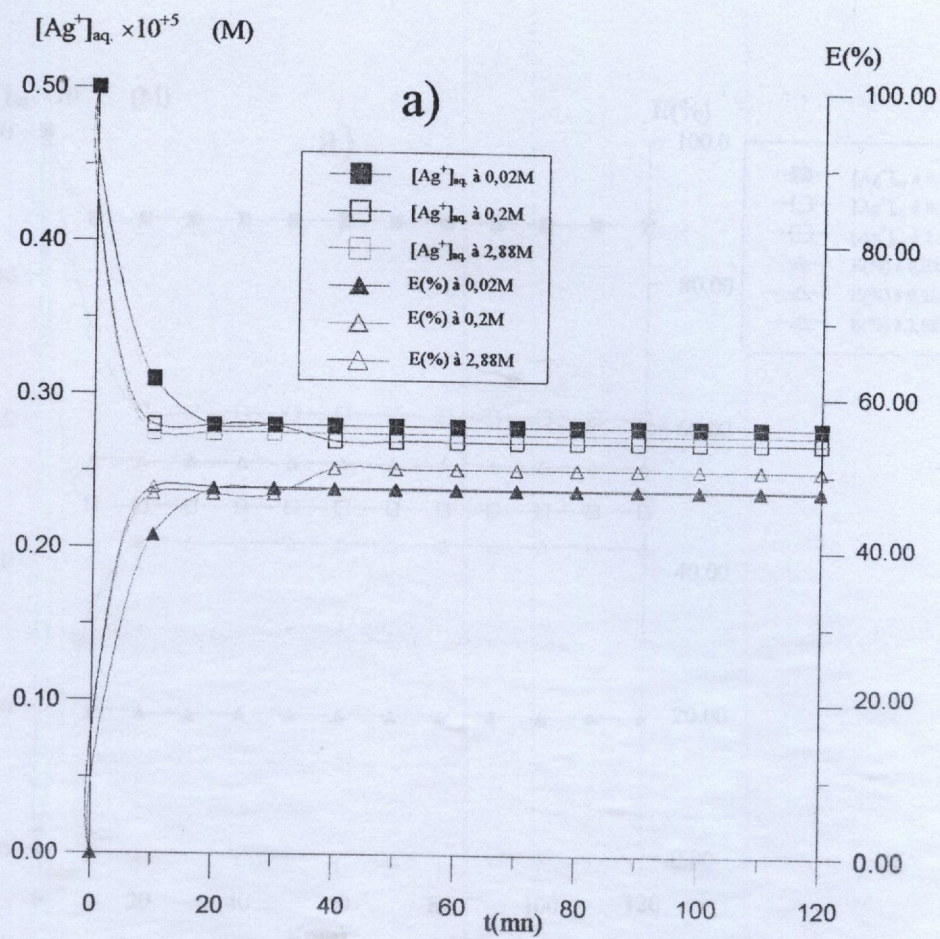 [Ag⁺]aq. ×10⁺⁵ (M)
E(%)
a)
0.50
0.40
0.30
0.20
0.10
0.00
100.00
80.00
60.00
40.00
20.00
0.00
[Ag⁺]aq. à 0,02M
[Ag⁺]aq. à 0,2M
[Ag⁺]aq. à 2,88M
E(%) à 0,02M
E(%) à 0,2M
E(%) à 2,88M
0 20 40 60 80 100 120
t(mn)